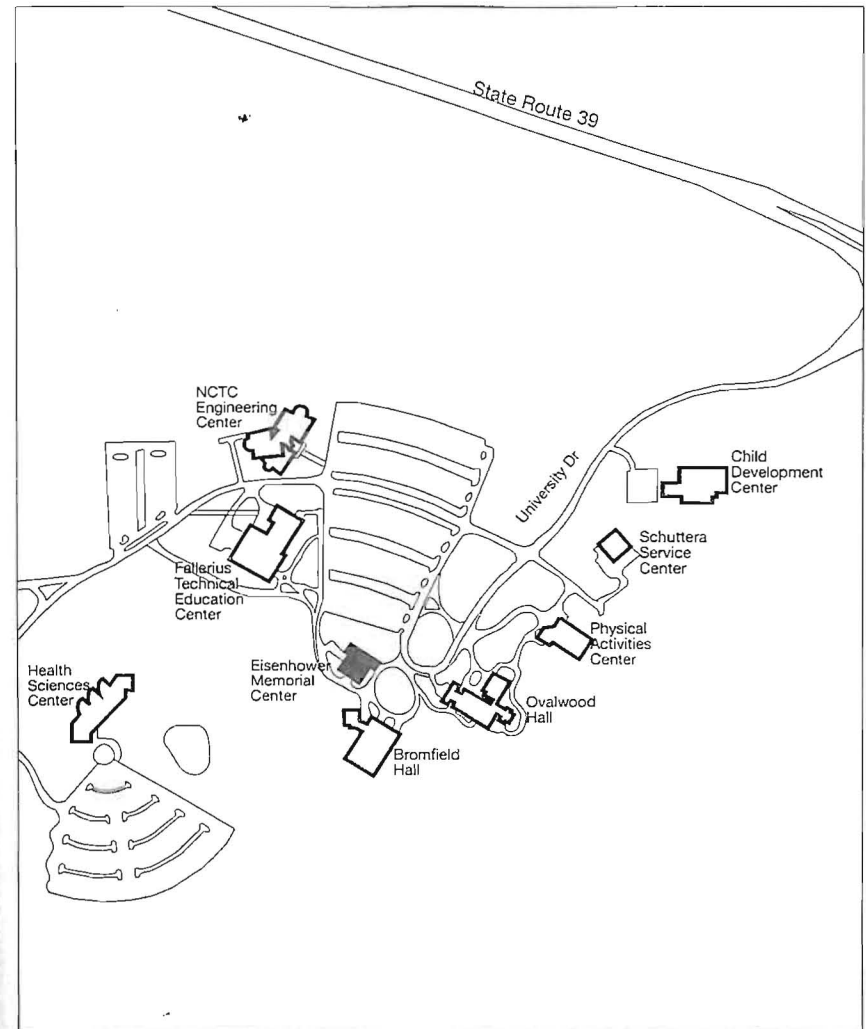 State Route 39
NCTC
Engineering
Center
University Dr
Child
Development
Center
Schuttera
Service
Center
Fallerius
Technical
Education
Center
Physical
Activities
Center
Eisenhower
Memorial
Center
Health
Sciences
Center
Ovalwood
Hall
Bromfield
Hall